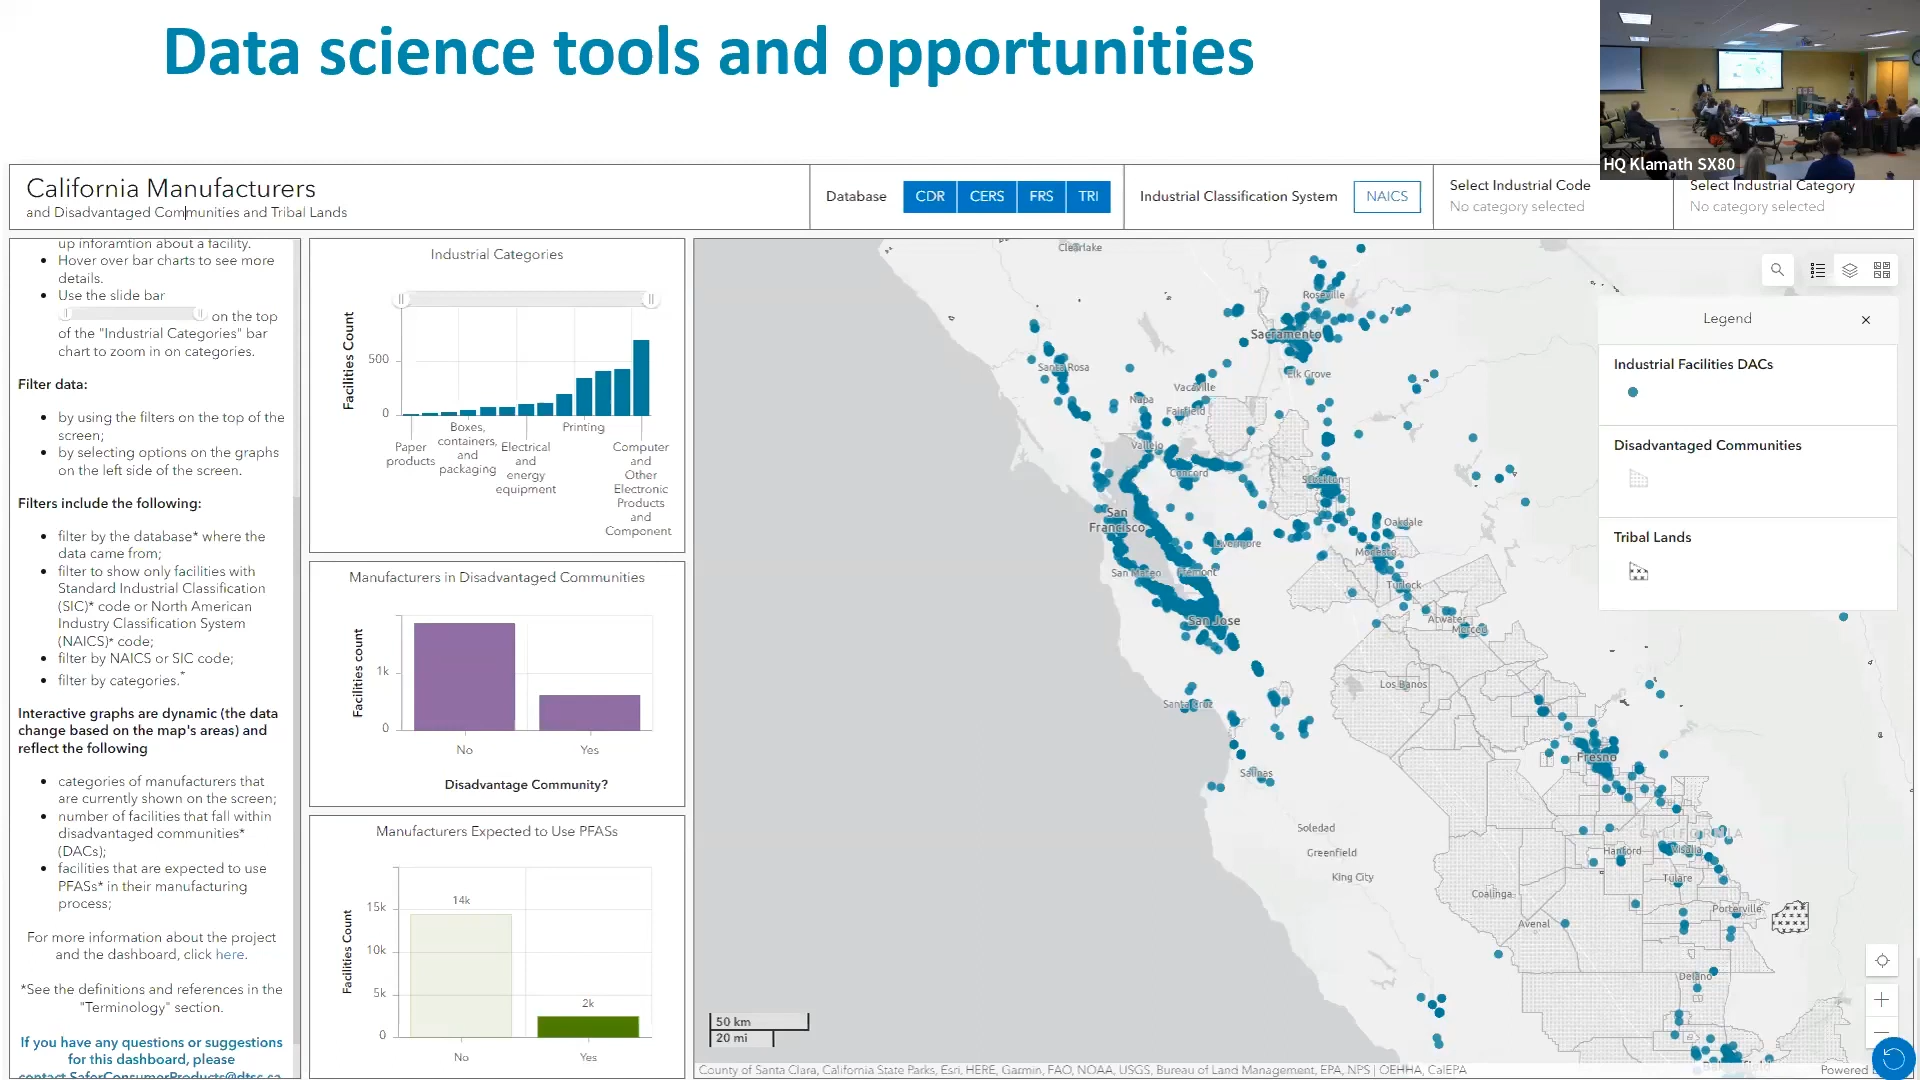 Data science tools and opportunities
HQ Klamath SX80
California Manufacturers
and Disadvantaged Communities and Tribal Lands
Database
CDR
CERS
FRS
TRI
Industrial Classification System
NAICS
Select Industrial Code
No category selected
Select Industrial Category
No category selected
up inforamtion about a facility.
Hover over bar charts to see more
details.
Use the slide bar
on the top
of the "Industrial Categories" bar
chart to zoom in on categories.
Filter data:
by using the filters on the top of the
screen;
by selecting options on the graphs
on the left side of the screen.
Filters include the following:
filter by the database* where the
data came from;
filter to show only facilities with
Standard Industrial Classification
(SIC)* code or North American
Industry Classification System
(NAICS)* code;
filter by NAICS or SIC code;
filter by categories.*
Interactive graphs are dynamic (the data
change based on the map's areas) and
reflect the following
categories of manufacturers that
are currently shown on the screen;
number of facilities that fall within
disadvantaged communities*
(DACs);
facilities that are expected to use
PFASs* in their manufacturing
process;
For more information about the project
and the dashboard, click here.
*See the definitions and references in the
"Terminology" section.
If you have any questions or suggestions
for this dashboard, please
contact SaferConsumerProducts@dtsc.ca
Industrial Categories
Facilities Count
500
0
Paper
products
Boxes,
containers,
and
packaging
Electrical
and
energy
equipment
Printing
Computer
and
Other
Electronic
Products
and
Component
Manufacturers in Disadvantaged Communities
Facilities count
1k
0
No
Yes
Disadvantage Community?
Manufacturers Expected to Use PFASs
Facilities Count
15k
10k
5k
0
14k
2k
No
Yes
Clearlake
Roseville
Sacramento
Santa Rosa
Elk Grove
Vacaville
Napa
Fairfield
Vallejo
Concord
Stockton
San
Francisco
Oakdale
Livermore
Modesto
San Mateo
Fremont
Turlock
San Jose
Atwater
Merced
Los Banos
Santa Cruz
Fresno
Salinas
Soledad
CALIFORNIA
Greenfield
Hanford
Visalia
King City
Tulare
Coalinga
Porterville
Avenal
Delano
Legend
Industrial Facilities DACs
Disadvantaged Communities
Tribal Lands
50 km
20 mi
County of Santa Clara, California State Parks, Esri, HERE, Garmin, FAO, NOAA, USGS, Bureau of Land Management, EPA, NPS | OEHHA, CalEPA
Powered